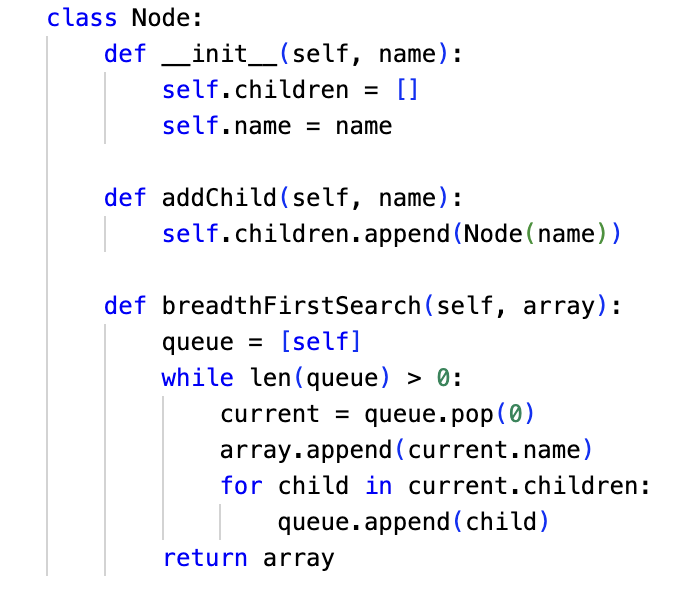 class Node:
    def __init__(self, name):
        self.children = []
        self.name = name

    def addChild(self, name):
        self.children.append(Node(name))

    def breadthFirstSearch(self, array):
        queue = [self]
        while len(queue) > 0:
            current = queue.pop(0)
            array.append(current.name)
            for child in current.children:
                queue.append(child)
        return array